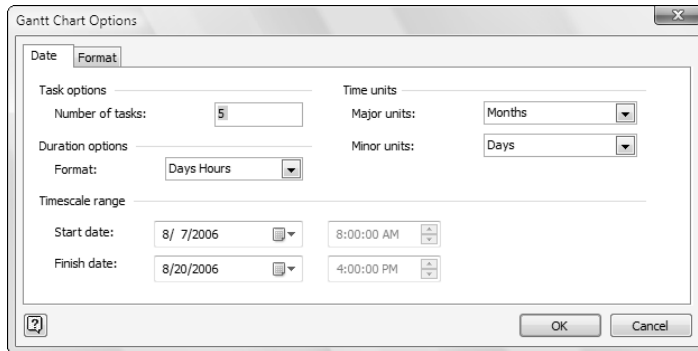 Gantt Chart Options
Date Format
Task options
Number of tasks: 5
Time units
Major units: Months
Minor units: Days
Duration options
Format: Days Hours
Timescale range
Start date: 8/ 7/2006 8:00:00 AM
Finish date: 8/20/2006 4:00:00 PM
OK Cancel